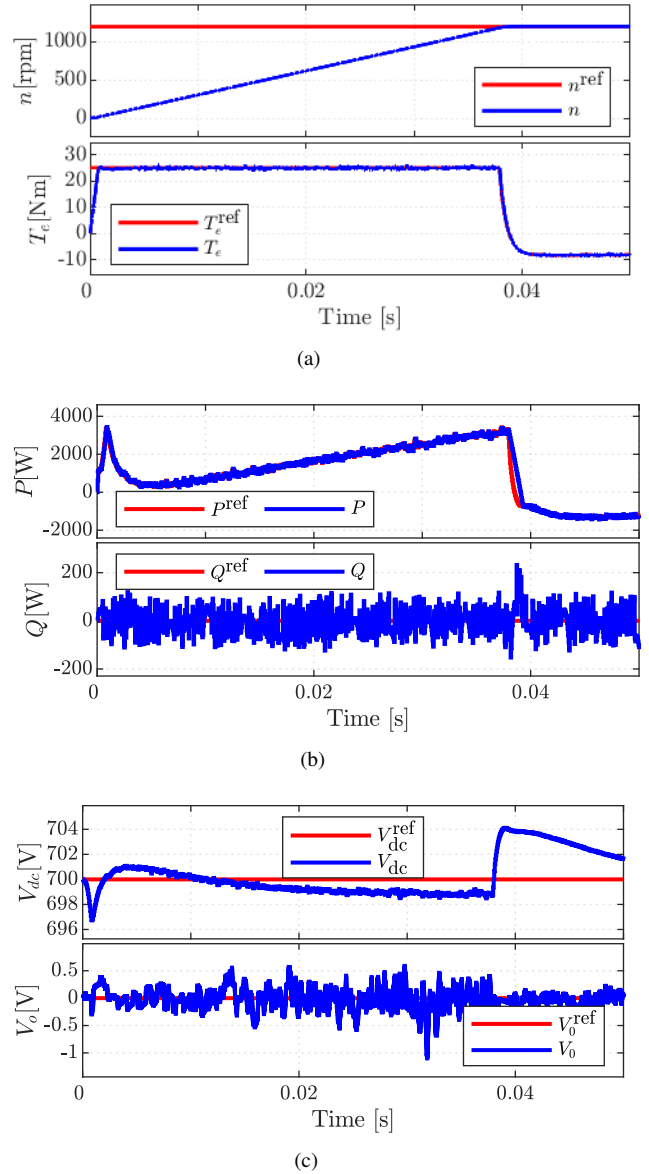 1000
500
0
n [rpm]
n^ref
n
30
20
10
0
-10
T_e [Nm]
T_e^ref
T_e
0
0.02
0.04
Time [s]
(a)
4000
2000
0
-2000
P[W]
P^ref
P
200
0
-200
Q[W]
Q^ref
Q
0
0.02
0.04
Time [s]
(b)
704
702
700
698
696
V_dc [V]
V_dc^ref
V_dc
0.5
0
-0.5
-1
V_o [V]
V_0^ref
V_0
0
0.02
0.04
Time [s]
(c)